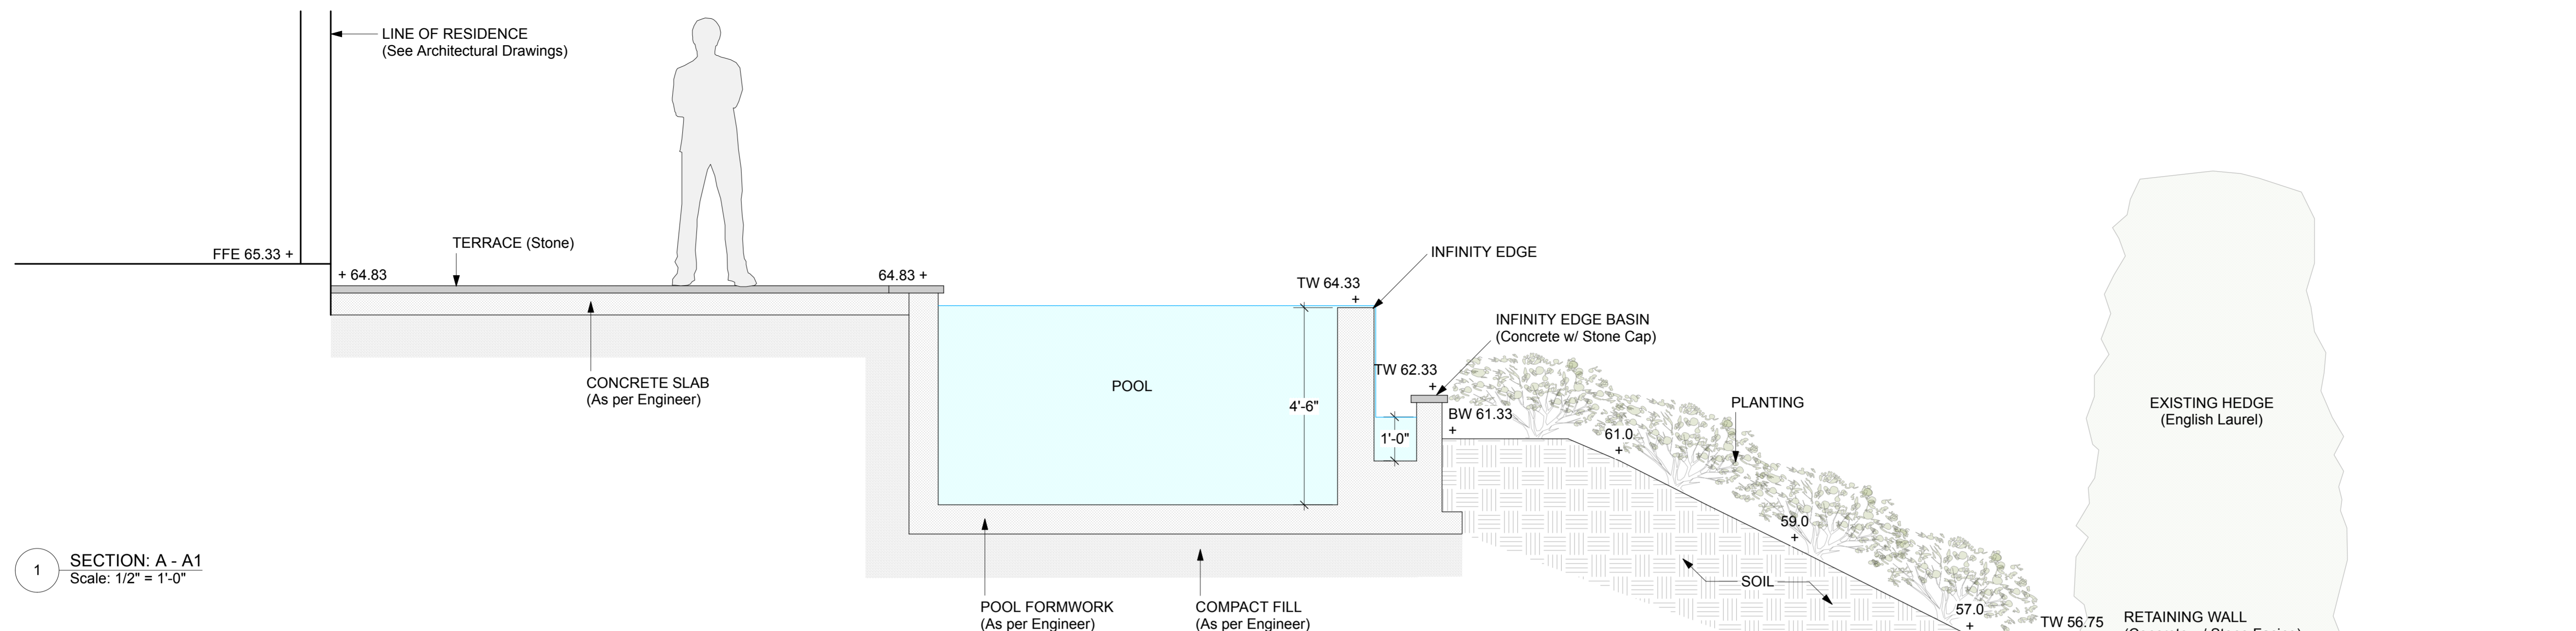 LINE OF RESIDENCE
(See Architectural Drawings)
FFE 65.33 +
TERRACE (Stone)
+ 64.83
64.83 +
CONCRETE SLAB
(As per Engineer)
POOL
TW 64.33
+
INFINITY EDGE
4'-6"
INFINITY EDGE BASIN
(Concrete w/ Stone Cap)
TW 62.33
+
BW 61.33
+
1'-0"
61.0
+
PLANTING
59.0
+
SOIL
57.0
+
EXISTING HEDGE
(English Laurel)
TW 56.75
RETAINING WALL
POOL FORMWORK
(As per Engineer)
COMPACT FILL
(As per Engineer)
1
SECTION: A - A1
Scale: 1/2" = 1'-0"